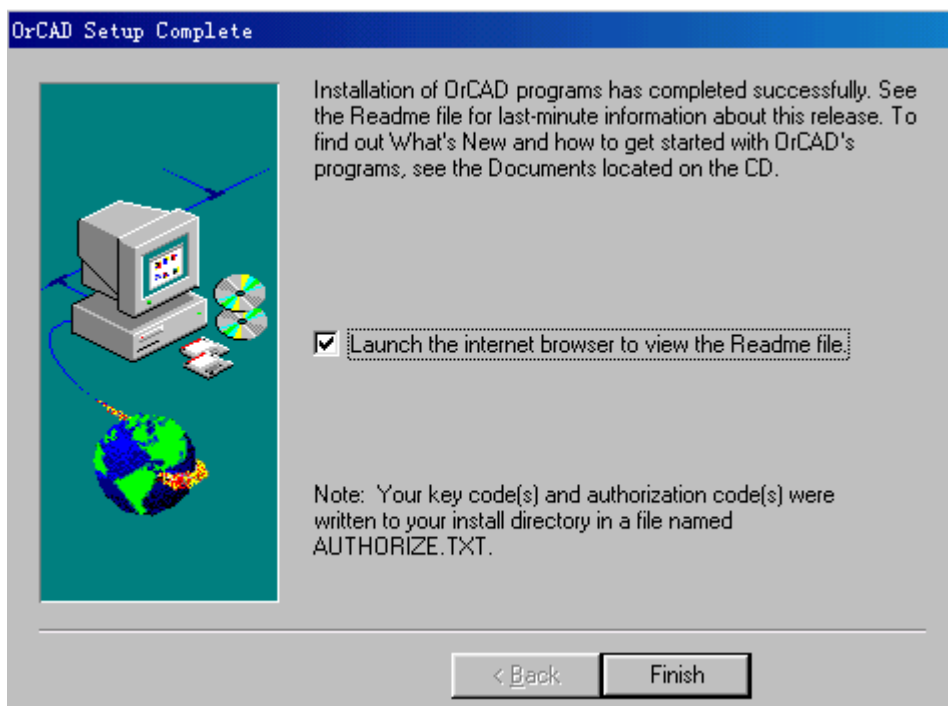 OrCAD Setup Complete
Installation of OrCAD programs has completed successfully. See
the Readme file for last-minute information about this release. To
find out What's New and how to get started with OrCAD's
programs, see the Documents located on the CD.
Launch the internet browser to view the Readme file.
Note: Your key code(s) and authorization code(s) were
written to your install directory in a file named
AUTHORIZE.TXT.
< Back
Finish